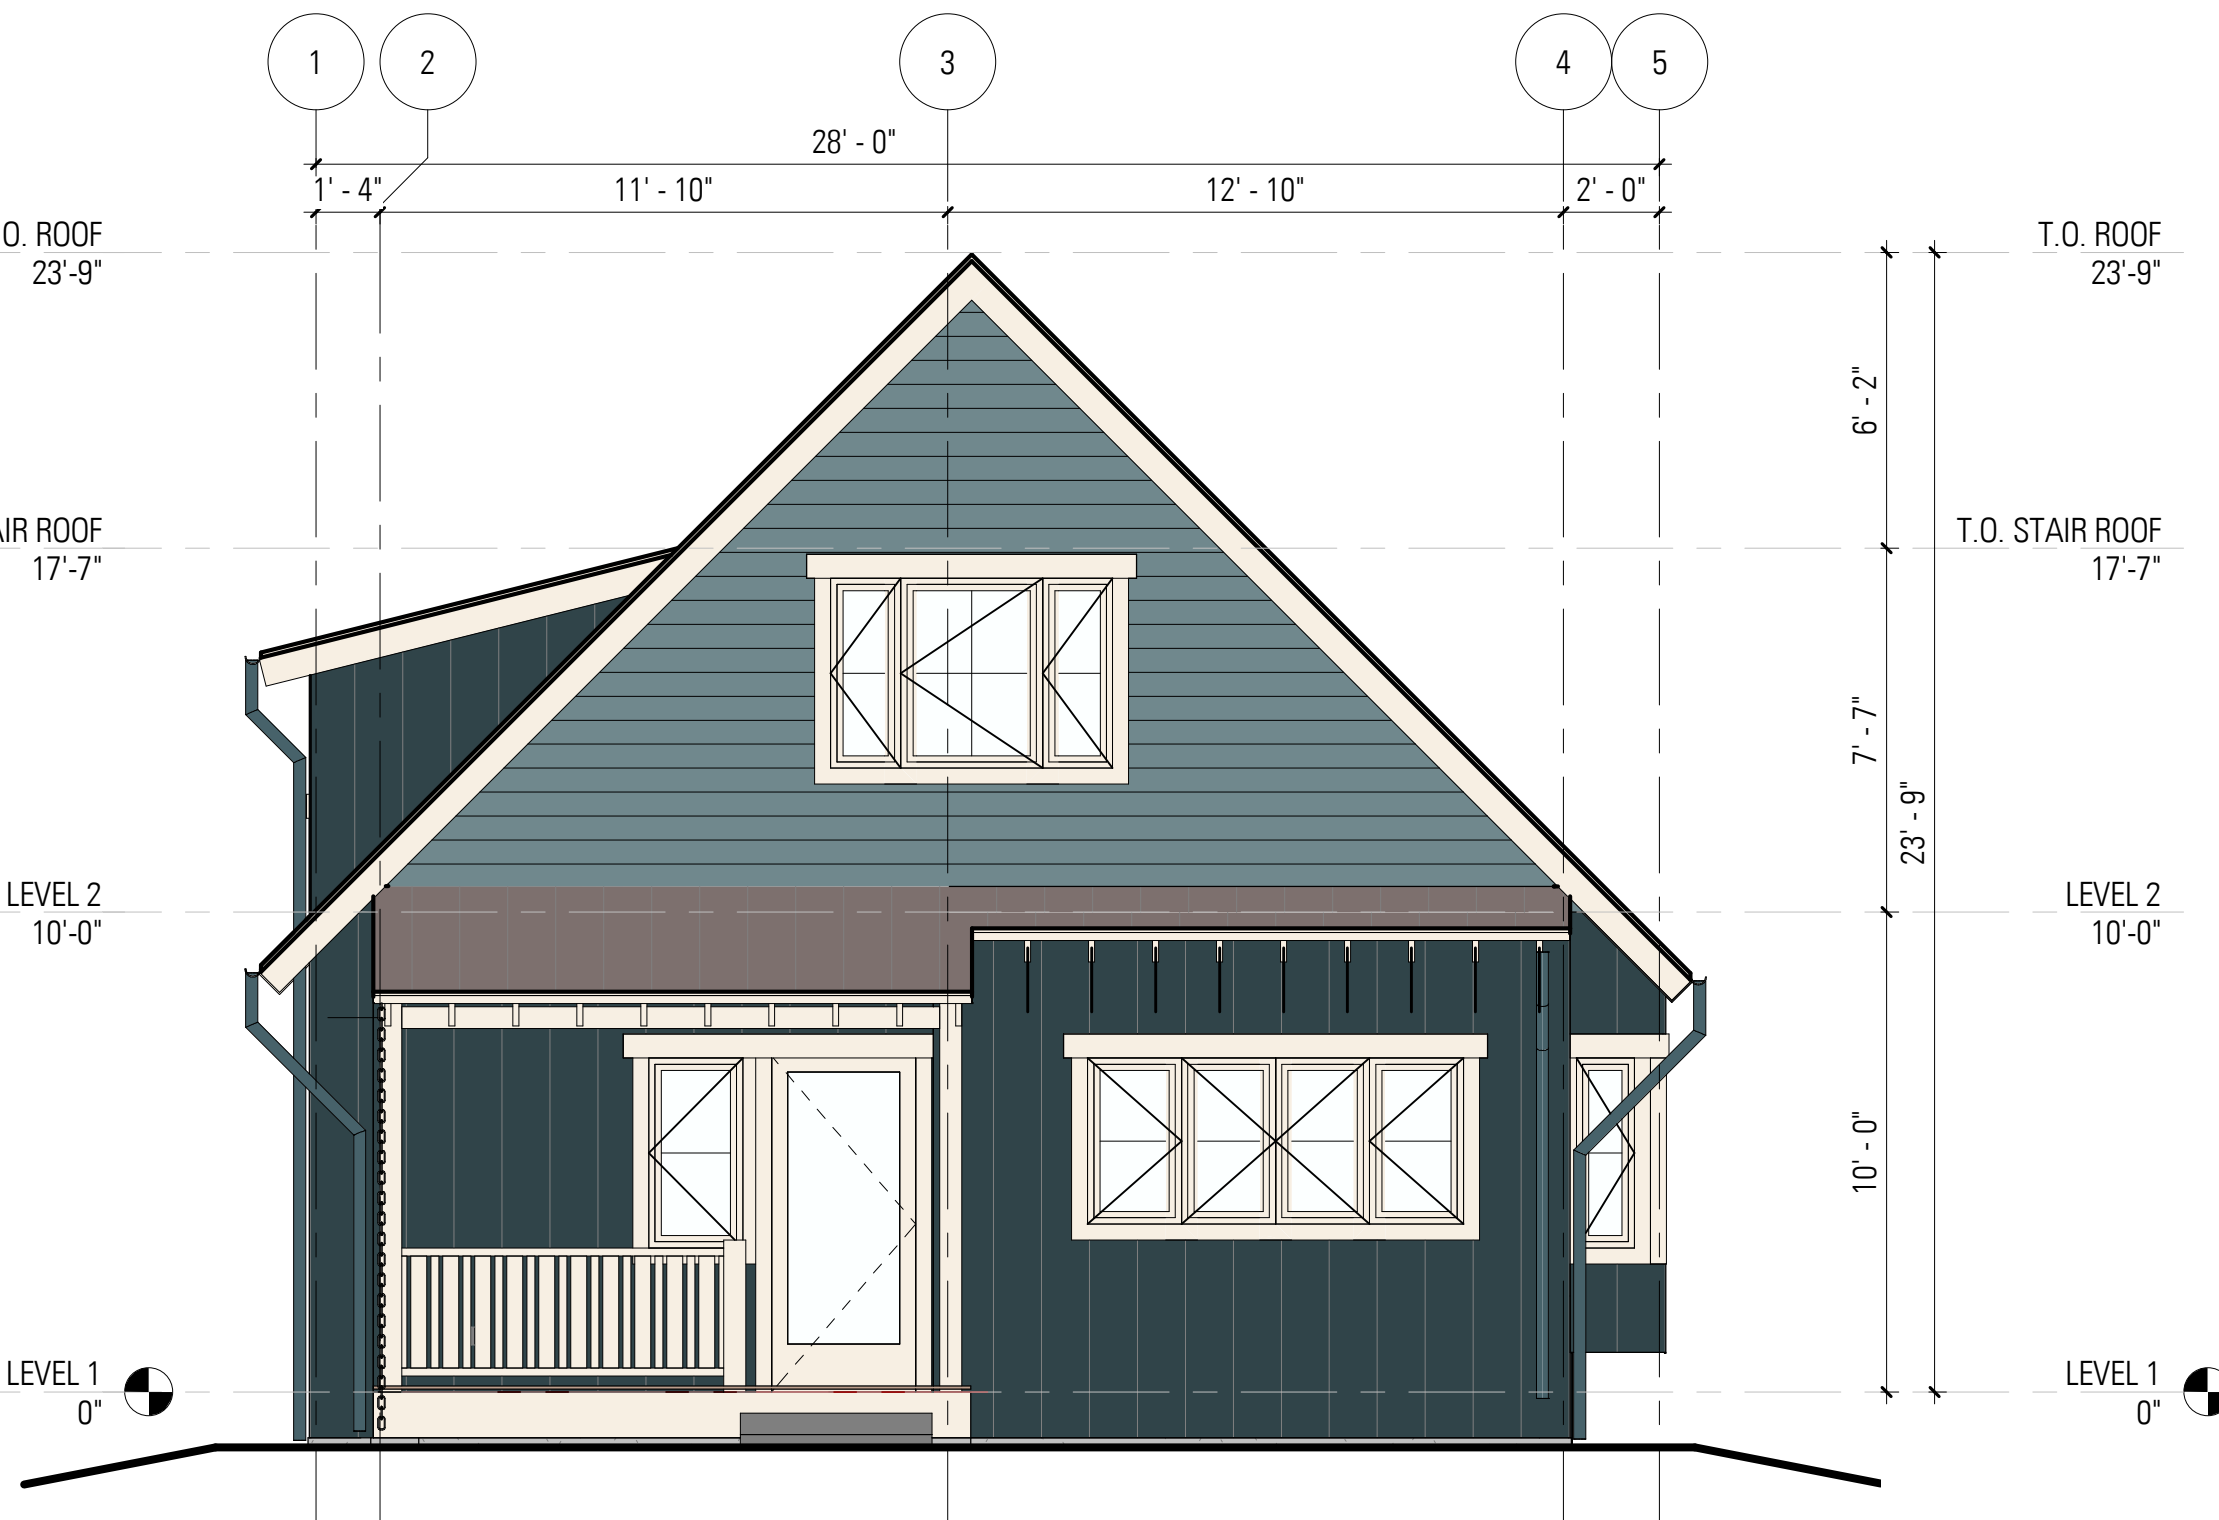 1 2 3 4 5
28' - 0"
1' - 4" 11' - 10" 12' - 10" 2' - 0"
O. ROOF
23'-9"
T.O. ROOF
23'-9"
6' - 2"
AIR ROOF
17'-7"
T.O. STAIR ROOF
17'-7"
7' - 7"
23' - 9"
LEVEL 2
10'-0"
LEVEL 2
10'-0"
10' - 0"
LEVEL 1
0"
LEVEL 1
0"